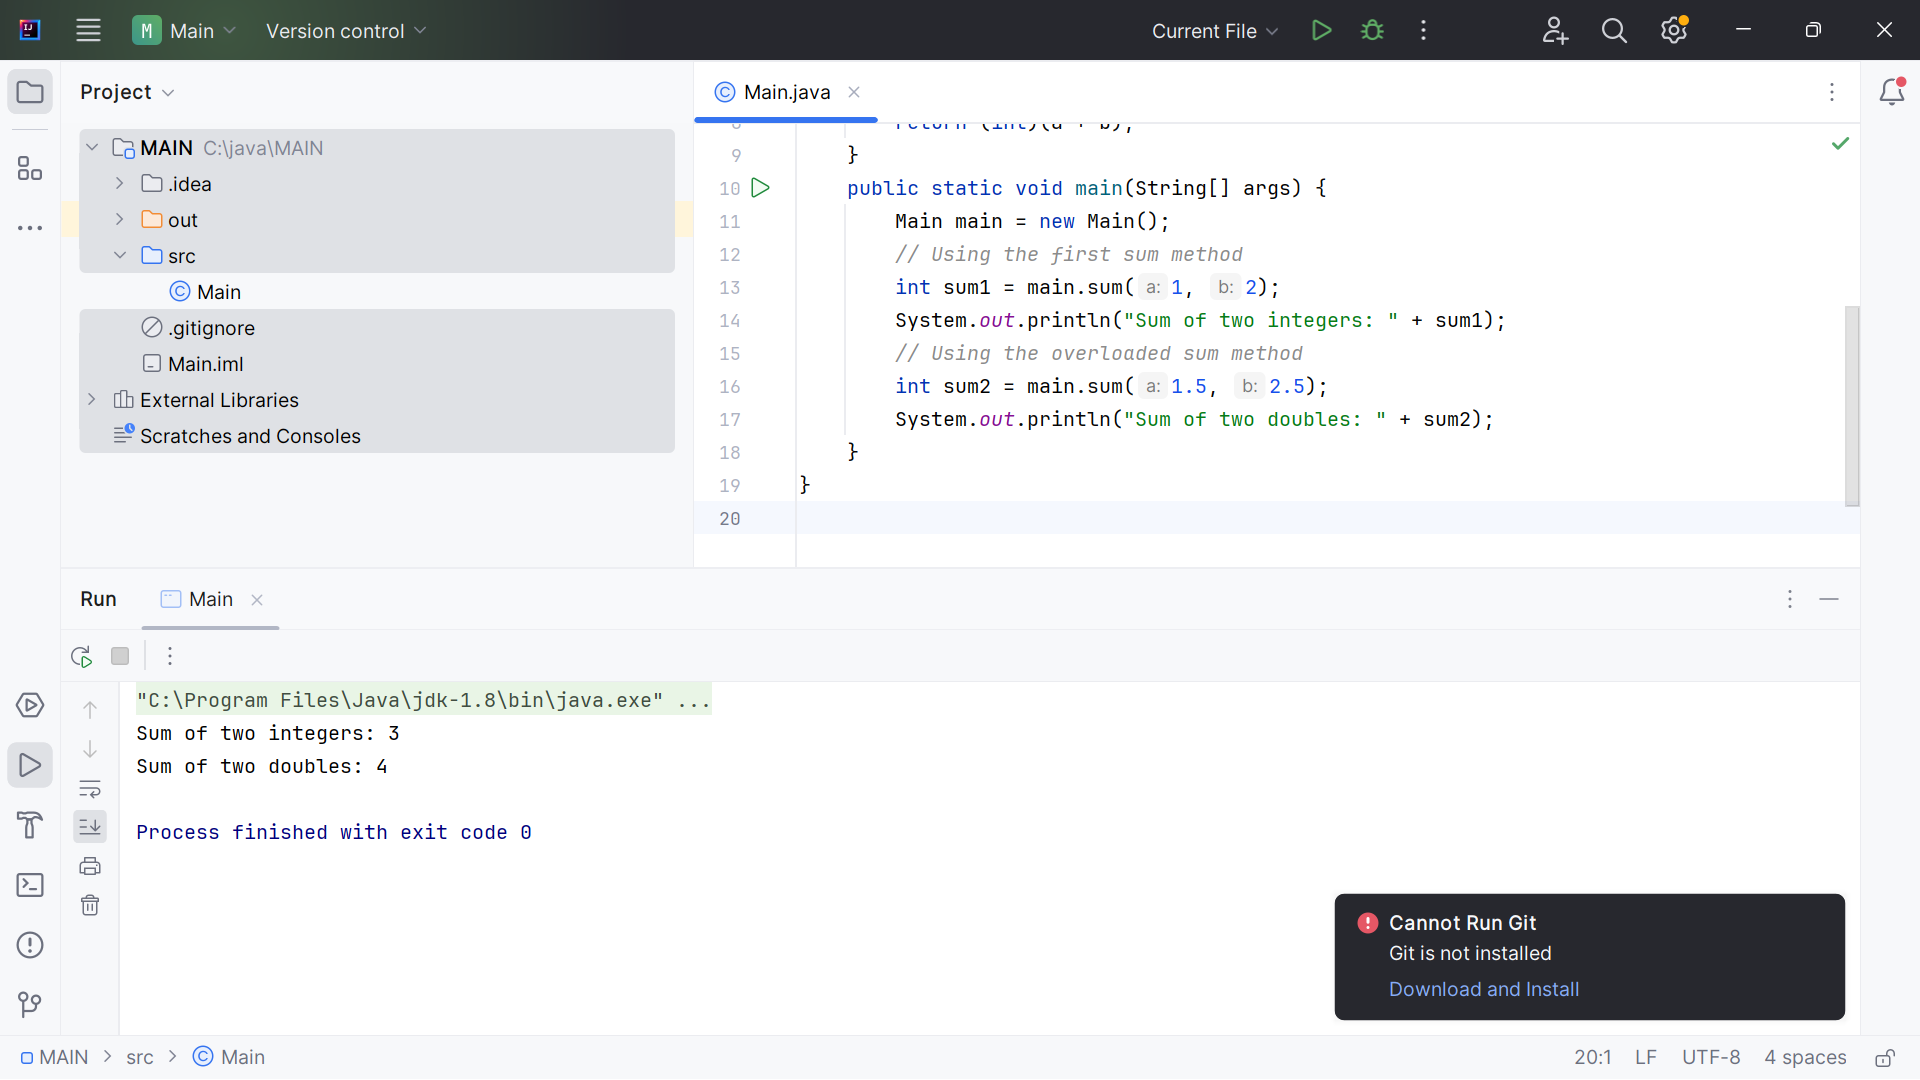 M Main Version control Current File
Project
Main.java
MAIN C:\java\MAIN
.idea
out
src
Main
.gitignore
Main.iml
External Libraries
Scratches and Consoles
8 return (int)(a + b);
9 }
10 public static void main(String[] args) {
11 Main main = new Main();
12 // Using the first sum method
13 int sum1 = main.sum( a: 1, b: 2);
14 System.out.println("Sum of two integers: " + sum1);
15 // Using the overloaded sum method
16 int sum2 = main.sum( a: 1.5, b: 2.5);
17 System.out.println("Sum of two doubles: " + sum2);
18 }
19 }
20
Run Main
"C:\Program Files\Java\jdk-1.8\bin\java.exe" ...
Sum of two integers: 3
Sum of two doubles: 4
Process finished with exit code 0
Cannot Run Git
Git is not installed
Download and Install
MAIN > src > Main 20:1 LF UTF-8 4 spaces